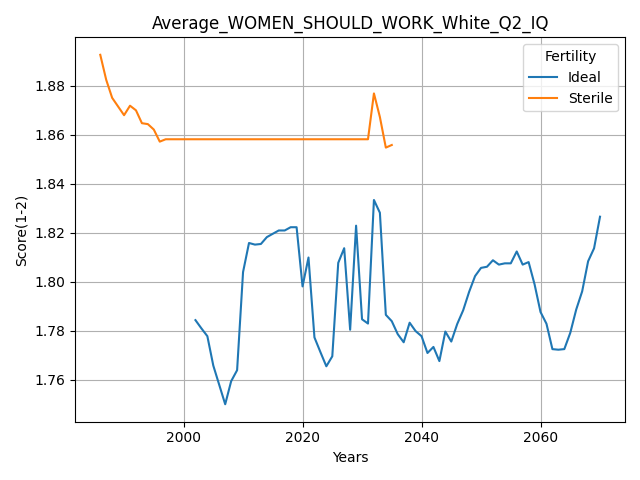 Average_WOMEN_SHOULD_WORK_White_Q2_IQ
Fertility
Ideal
Sterile
Score(1-2)
1.88
1.86
1.84
1.82
1.80
1.78
1.76
2000
2020
2040
2060
Years